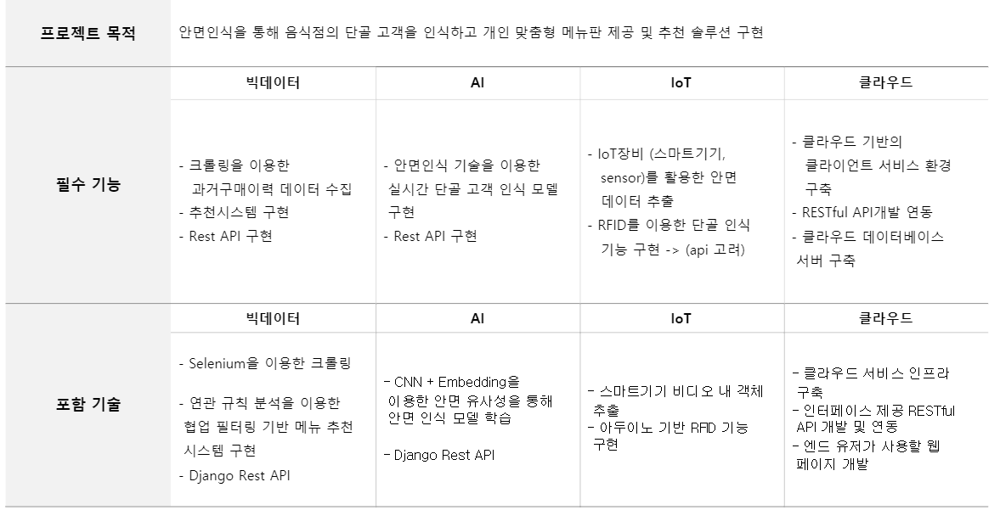 프로젝트 목적
안면인식을 통해 음식점의 단골 고객을 인식하고 개인 맞춤형 메뉴판 제공 및 추천 솔루션 구현
필수 기능
빅데이터
- 크롤링을 이용한
과거구매이력 데이터 수집
- 추천시스템 구현
- Rest API 구현
AI
- 안면인식 기술을 이용한
실시간 단골 고객 인식 모델
구현
- Rest API 구현
IoT
- IoT장비 (스마트기기,
sensor)를 활용한 안면
데이터 추출
- RFID를 이용한 단골 인식
기능 구현 -> (api 고려)
클라우드
- 클라우드 기반의
클라이언트 서비스 환경
구축
- RESTful API개발 연동
- 클라우드 데이터베이스
서버 구축
포함 기술
빅데이터
- Selenium을 이용한 크롤링
- 연관 규칙 분석을 이용한
협업 필터링 기반 메뉴 추천
시스템 구현
- Django Rest API
AI
- CNN + Embedding을
이용한 안면 유사성을 통해
안면 인식 모델 학습
- Django Rest API
IoT
- 스마트기기 비디오 내 객체
추출
- 아두이노 기반 RFID 기능
구현
클라우드
- 클라우드 서비스 인프라
구축
- 인터페이스 제공 RESTful
API 개발 및 연동
- 엔드 유저가 사용할 웹
페이지 개발